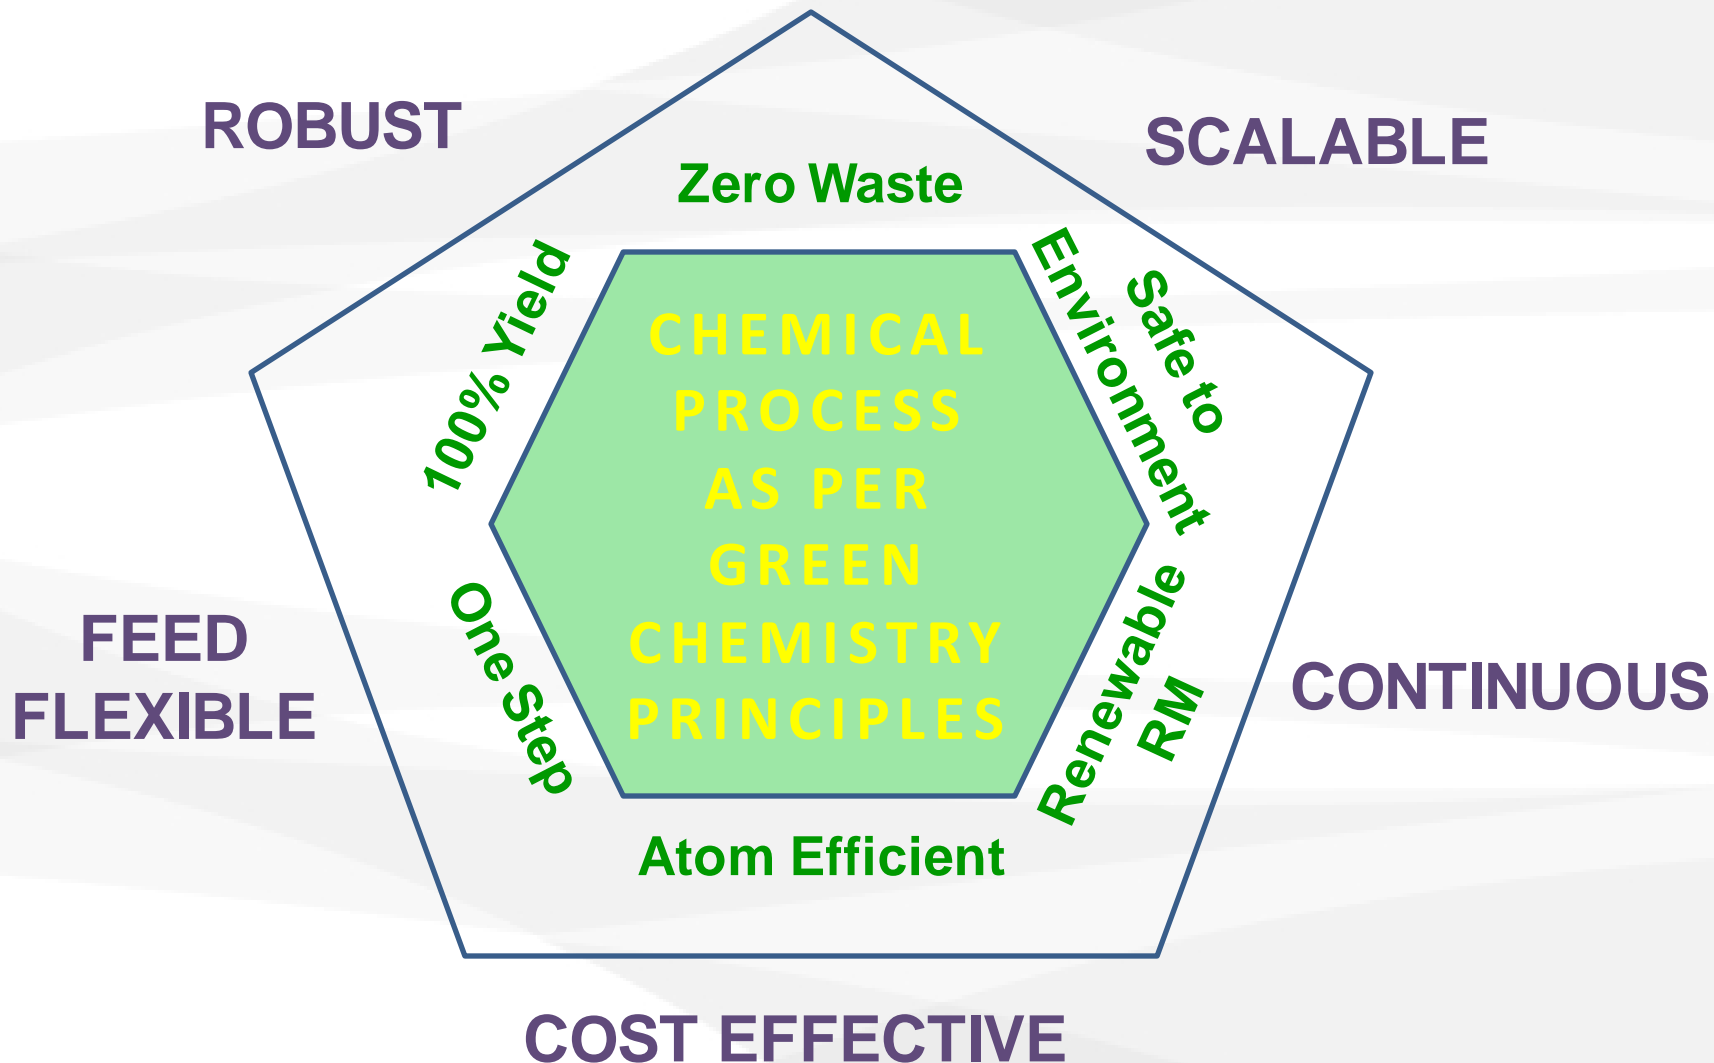 ROBUST
SCALABLE
Zero Waste
100% Yield
Safe to
Environment
CHEMICAL
PROCESS
AS PER
GREEN
CHEMISTRY
PRINCIPLES
One Step
Renewable
RM
Atom Efficient
FEED
FLEXIBLE
CONTINUOUS
COST EFFECTIVE